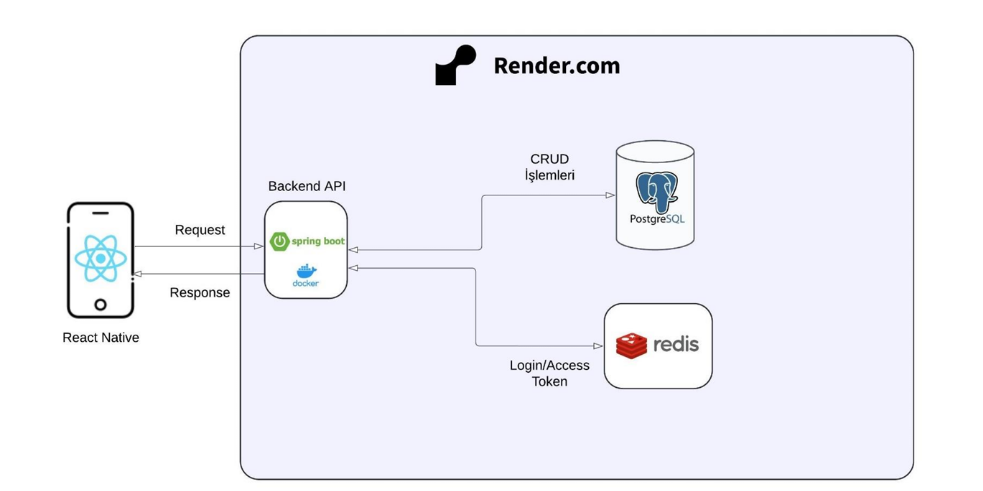 Render.com
CRUD
İşlemleri
PostgreSQL
Backend API
spring boot
docker
Request
Response
React Native
redis
Login/Access
Token